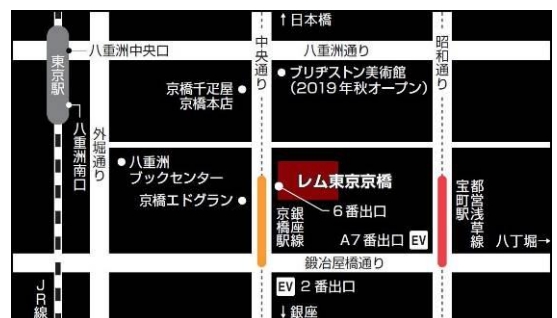 ↑日本橋
八重洲中央口
八重洲通り
東京駅
中央通り
昭和通り
ブリヂストン美術館
（2019年秋オープン）
京橋千疋屋
京橋本店
八重洲南口
外堀通り
八重洲
ブックセンター
京橋エドグラン
レム東京京橋
6番出口
銀座線
京橋駅
A7番出口 EV
都営浅草線
宝町駅
八丁堀→
鍛冶屋橋通り
JR線
EV 2番出口
↓銀座